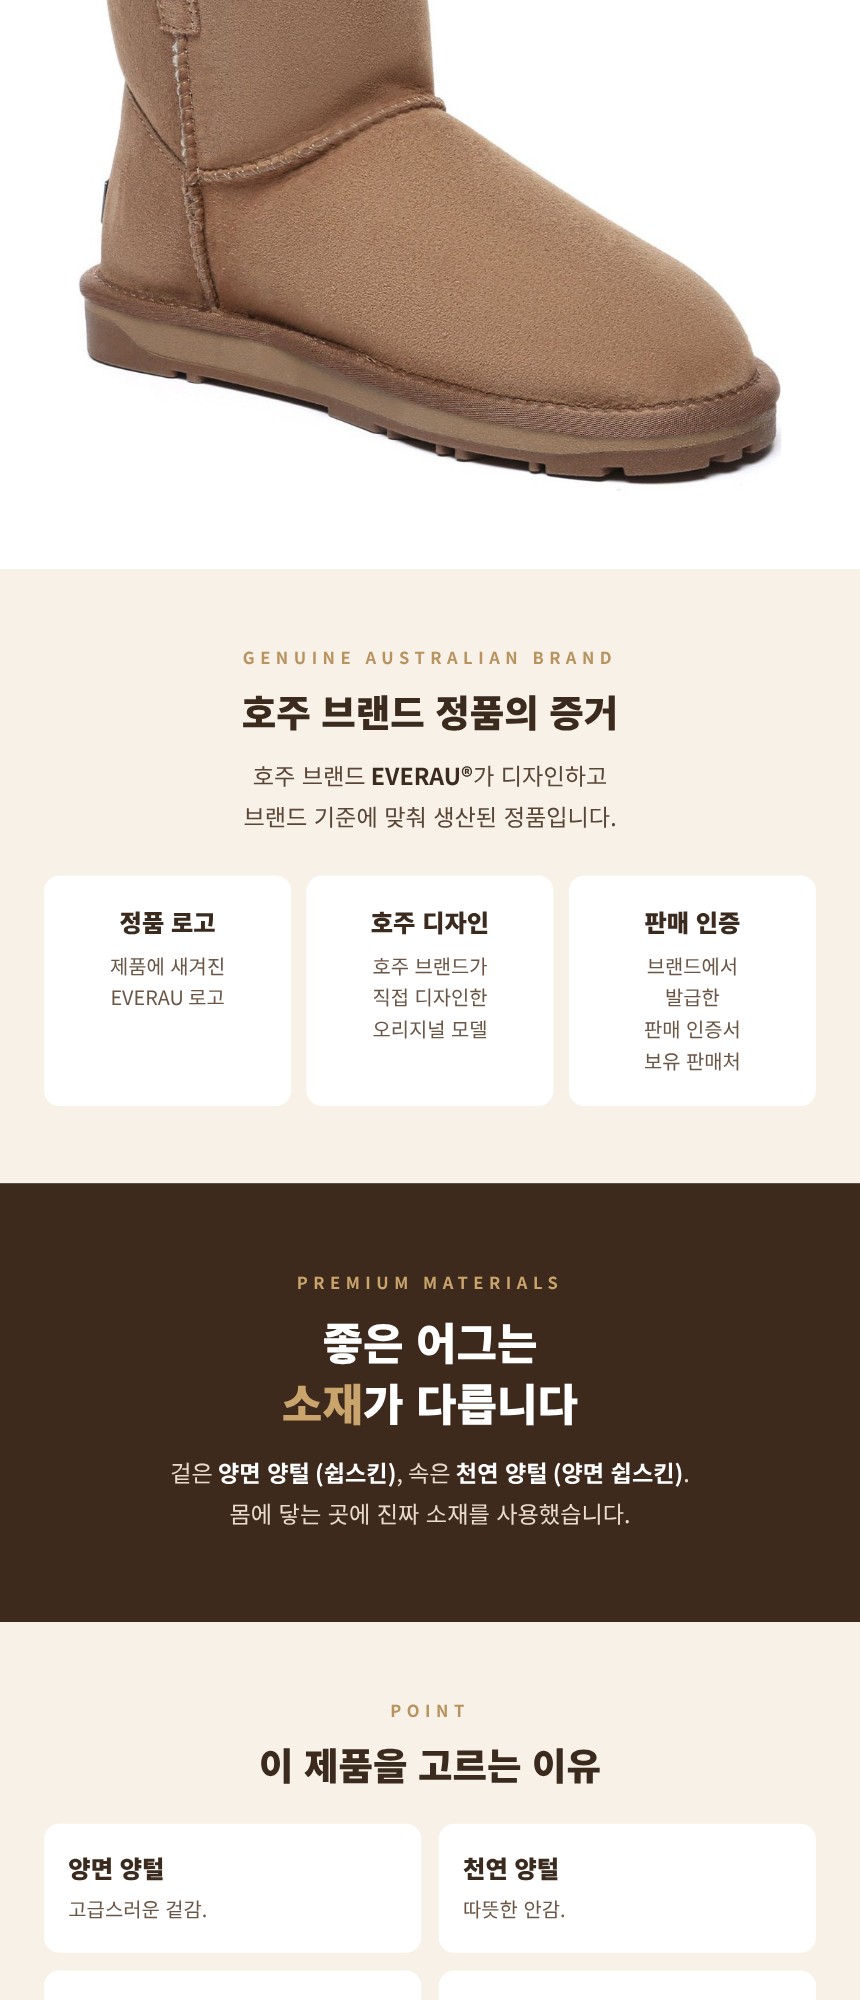 GENUINE AUSTRALIAN BRAND
호주 브랜드 정품의 증거
호주 브랜드 EVERAU®가 디자인하고
브랜드 기준에 맞춰 생산된 정품입니다.
정품 로고
제품에 새겨진
EVERAU 로고
호주 디자인
호주 브랜드가
직접 디자인한
오리지널 모델
판매 인증
브랜드에서
발급한
판매 인증서
보유 판매처
PREMIUM MATERIALS
좋은 어그는
소재가 다릅니다
겉은 양면 양털 (쉽스킨), 속은 천연 양털 (양면 쉽스킨).
몸에 닿는 곳에 진짜 소재를 사용했습니다.
POINT
이 제품을 고르는 이유
양면 양털
고급스러운 겉감.
천연 양털
따뜻한 안감.